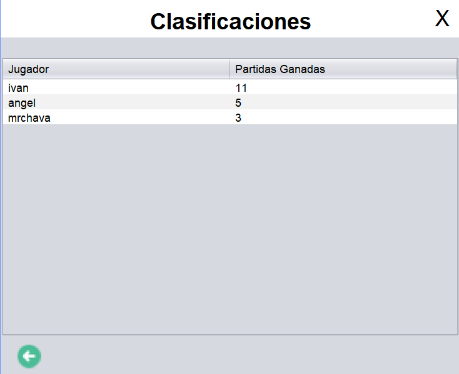 Clasificaciones X
Jugador Partidas Ganadas
ivan 11
angel 5
mrchava 3